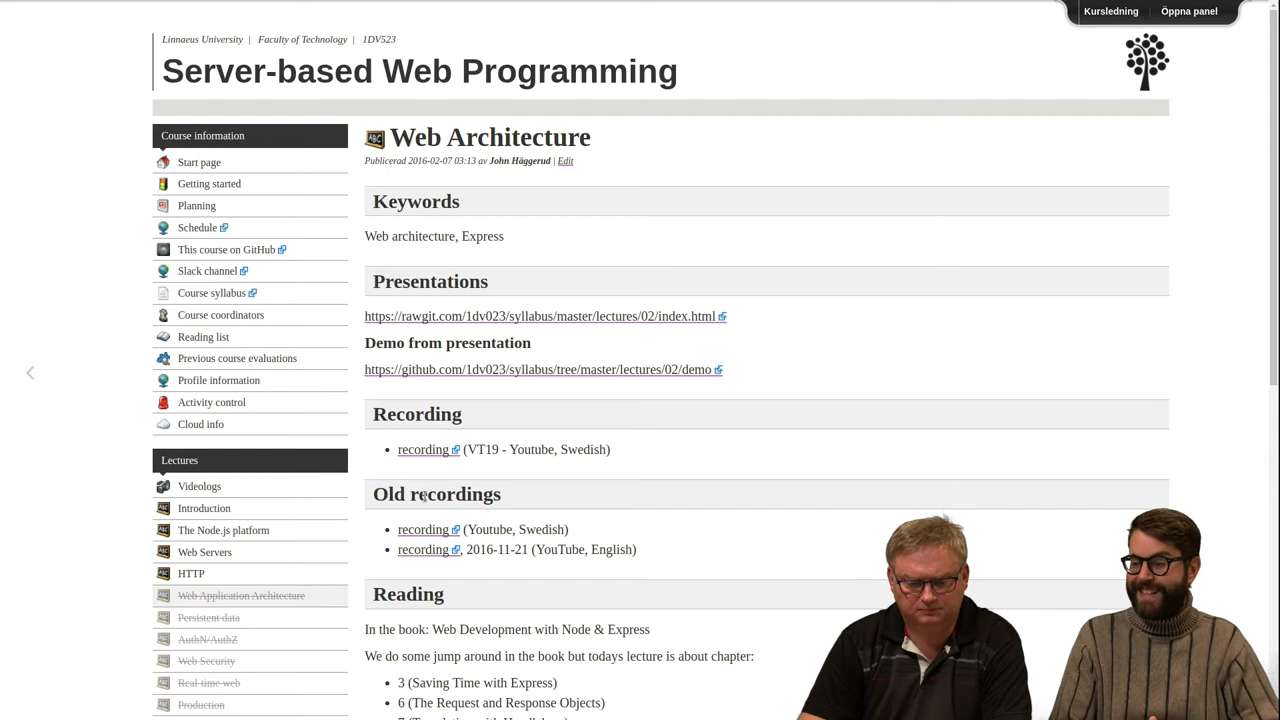 Kursledning | Öppna panel
Linnaeus University | Faculty of Technology | 1DV523
Server-based Web Programming
Course information
Start page
Getting started
Planning
Schedule
This course on GitHub
Slack channel
Course syllabus
Course coordinators
Reading list
Previous course evaluations
Profile information
Activity control
Cloud info
Lectures
Videologs
Introduction
The Node.js platform
Web Servers
HTTP
Web Application Architecture
Persistent data
AuthN/AuthZ
Web Security
Real-time web
Production
ABC Web Architecture
Publicerad 2016-02-07 03:13 av John Häggerud | Edit
Keywords
Web architecture, Express
Presentations
https://rawgit.com/1dv023/syllabus/master/lectures/02/index.html
Demo from presentation
https://github.com/1dv023/syllabus/tree/master/lectures/02/demo
Recording
• recording (VT19 - Youtube, Swedish)
Old recordings
• recording (Youtube, Swedish)
• recording, 2016-11-21 (YouTube, English)
Reading
In the book: Web Development with Node & Express
We do some jump around in the book but todays lecture is about chapter:
• 3 (Saving Time with Express)
• 6 (The Request and Response Objects)